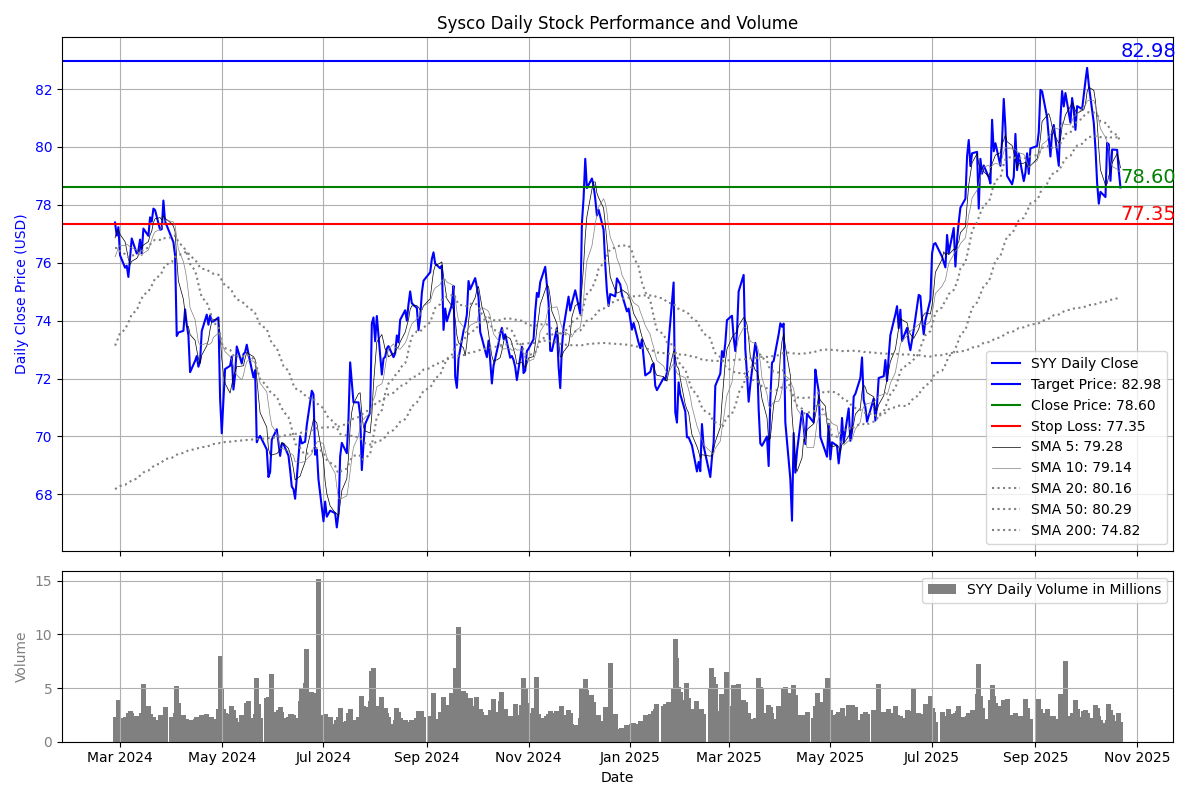 Sysco Daily Stock Performance and Volume
Daily Close Price (USD)
82
80
78
76
74
72
70
68
82.98
78.60
77.35
SYY Daily Close
Target Price: 82.98
Close Price: 78.60
Stop Loss: 77.35
SMA 5: 79.28
SMA 10: 79.14
SMA 20: 80.16
SMA 50: 80.29
SMA 200: 74.82
Volume
15
10
5
0
SYY Daily Volume in Millions
Mar 2024 May 2024 Jul 2024 Sep 2024 Nov 2024 Jan 2025 Mar 2025 May 2025 Jul 2025 Sep 2025 Nov 2025
Date